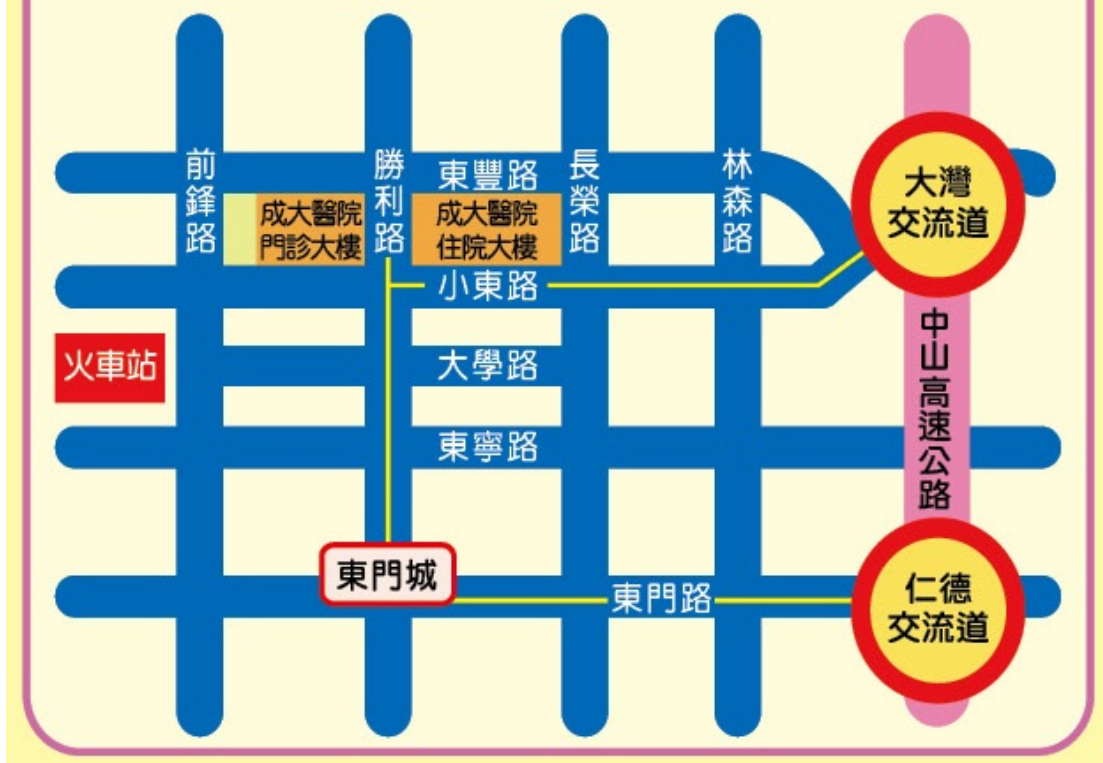 前鋒路
勝利路
東豐路
長榮路
林森路
大灣
交流道
成大醫院
門診大樓
成大醫院
住院大樓
小東路
中山高速公路
火車站
大學路
東寧路
東門城
東門路
仁德
交流道